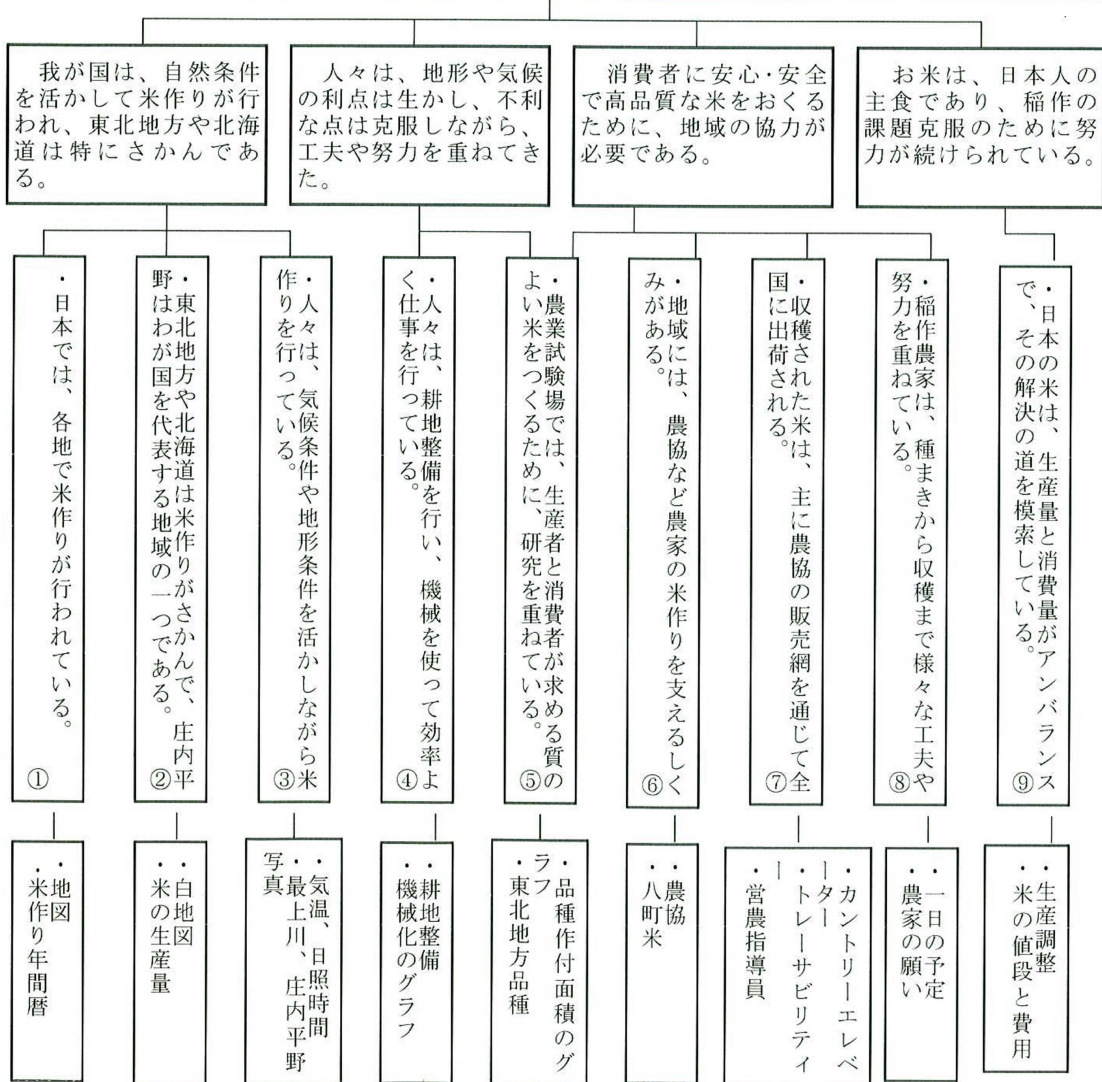 我が国は、自然条件
を活かして米作りが行
われ、東北地方や北海
道は特にさかんであ
る。
人々は、地形や気候
の利点は生かし、不利
な点は克服しながら、
工夫や努力を重ねてき
た。
消費者に安心・安全
で高品質な米をおくる
ために、地域の協力が
必要である。
お米は、日本人の
主食であり、稲作の
課題克服のために努
力が続けられている。
・日本では、各地で米作りが行われている。
①
・東北地方や北海道は米作りがさかんで、庄内平
野はわが国を代表する地域の一つである。
②
・人々は、気候条件や地形条件を活かしながら米
作りを行っている。
③
・人々は、耕地整備を行い、機械を使って効率よ
く仕事を行っている。
④
・農業試験場では、生産者と消費者が求める質の
よい米をつくるために、研究を重ねている。
⑤
・地域には、農協など農家の米作りを支えるしく
みがある。
⑥
・収穫された米は、主に農協の販売網を通じて全
国に出荷される。
⑦
・稲作農家は、種まきから収穫まで様々な工夫や
努力を重ねている。
⑧
・日本の米は、生産量と消費量がアンバランス
で、その解決の道を模索している。
⑨
・地図
・米作り年間暦
・白地図
・米の生産量
・気温、日照時間
・最上川、庄内平野
写真
・耕地整備
・機械化のグラフ
・品種作付面積のグ
ラフ
・東北地方品種
・農協
・八町米
・カントリーエレベ
ーター
・トレーサビリティ
ー
・営農指導員
・一日の予定
・農家の願い
・生産調整
・米の値段と費用